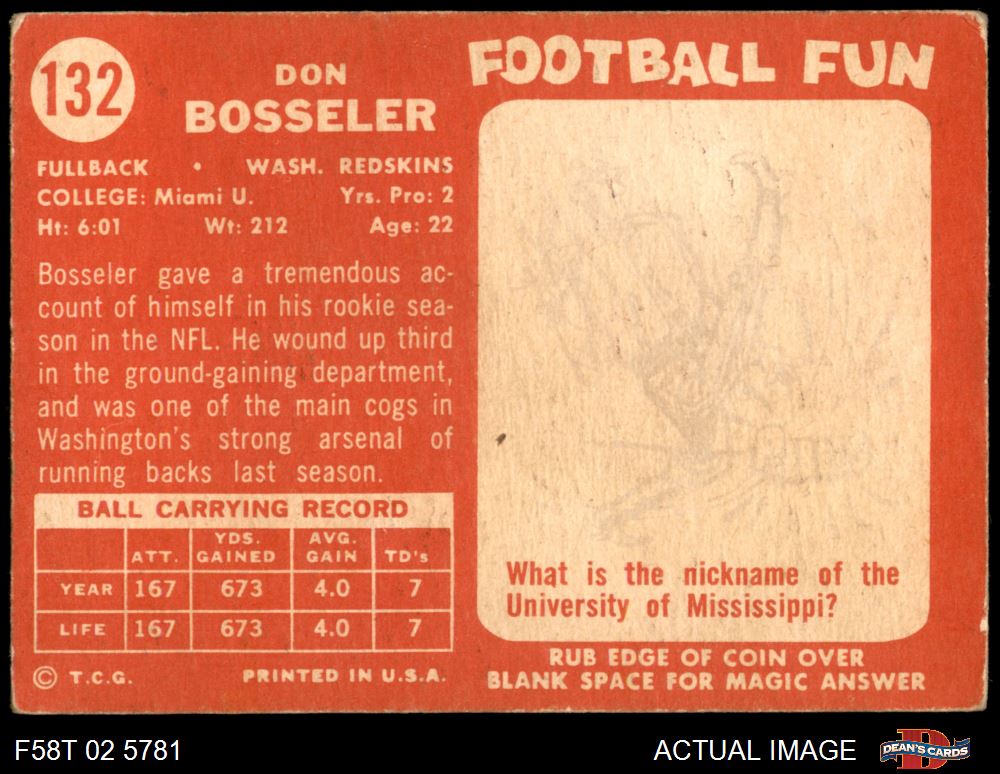 132
DON
BOSSELER
FULLBACK • WASH. REDSKINS
COLLEGE: Miami U. Yrs. Pro: 2
Ht: 6:01 Wt: 212 Age: 22
Bosseler gave a tremendous ac-
count of himself in his rookie sea-
son in the NFL. He wound up third
in the ground-gaining department,
and was one of the main cogs in
Washington's strong arsenal of
running backs last season.
BALL CARRYING RECORD
ATT. YDS. GAINED AVG. GAIN TD's
YEAR 167 673 4.0 7
LIFE 167 673 4.0 7
© T.C.G. PRINTED IN U.S.A.
FOOTBALL FUN
What is the nickname of the
University of Mississippi?
RUB EDGE OF COIN OVER
BLANK SPACE FOR MAGIC ANSWER
F58T 02 5781
ACTUAL IMAGE
DEAN'S CARDS